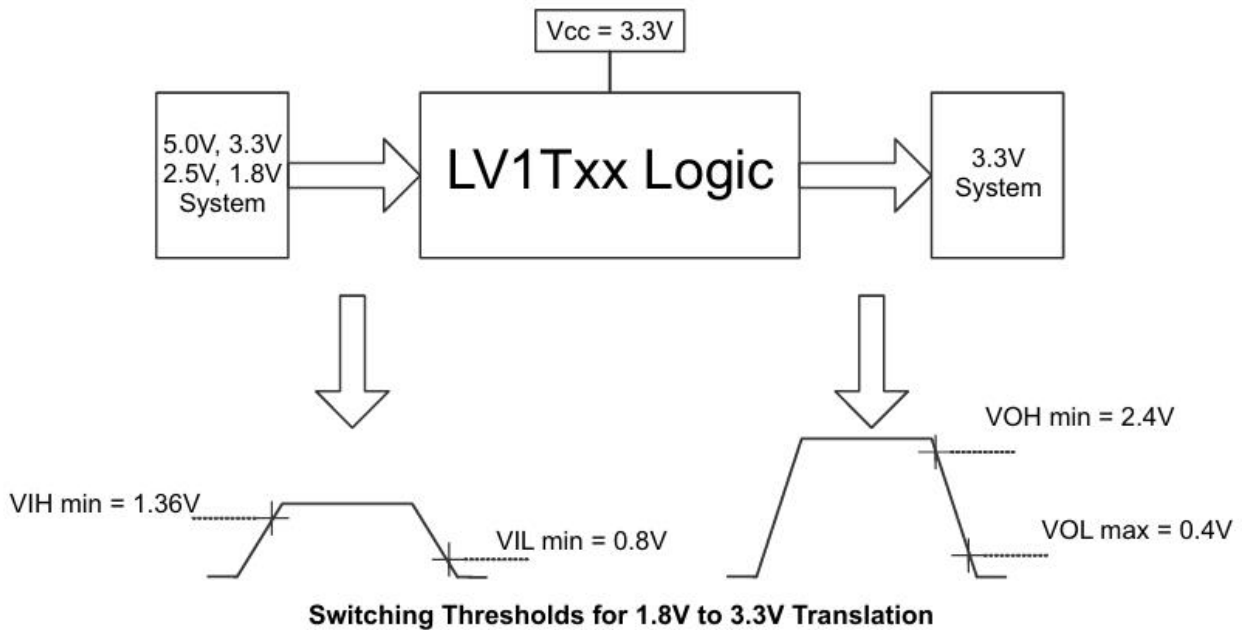 Vcc = 3.3V
5.0V, 3.3V
2.5V, 1.8V
System
LV1Txx Logic
3.3V
System
VOH min = 2.4V
VIH min = 1.36V
VIL min = 0.8V
VOL max = 0.4V
Switching Thresholds for 1.8V to 3.3V Translation